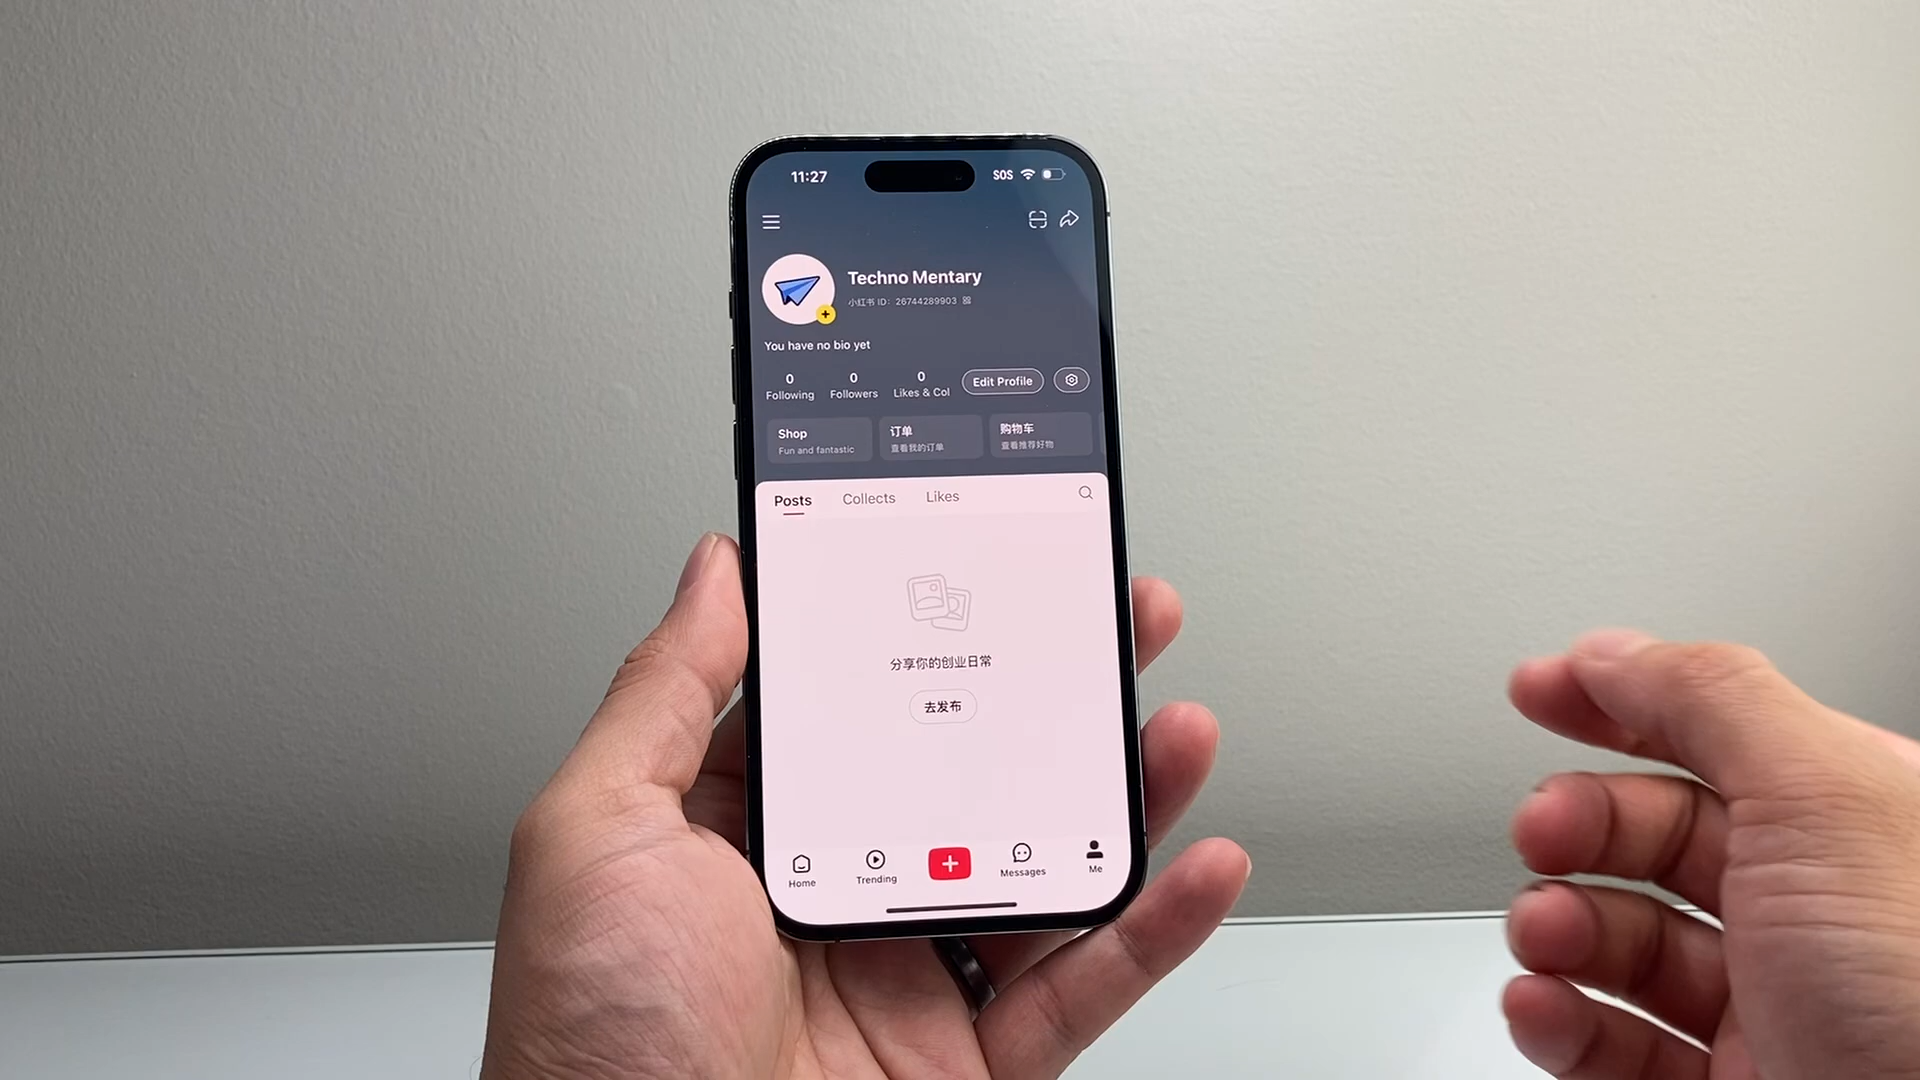 11:27 SOS
Techno Mentary
小红书 ID: 26744289903
You have no bio yet
0 0 0
Following Followers Likes & Col Edit Profile
Shop 订单 购物车
Fun and fantastic 查看我的订单 查看推荐好物
Posts Collects Likes
分享你的创业日常
去发布
Home Trending Messages Me